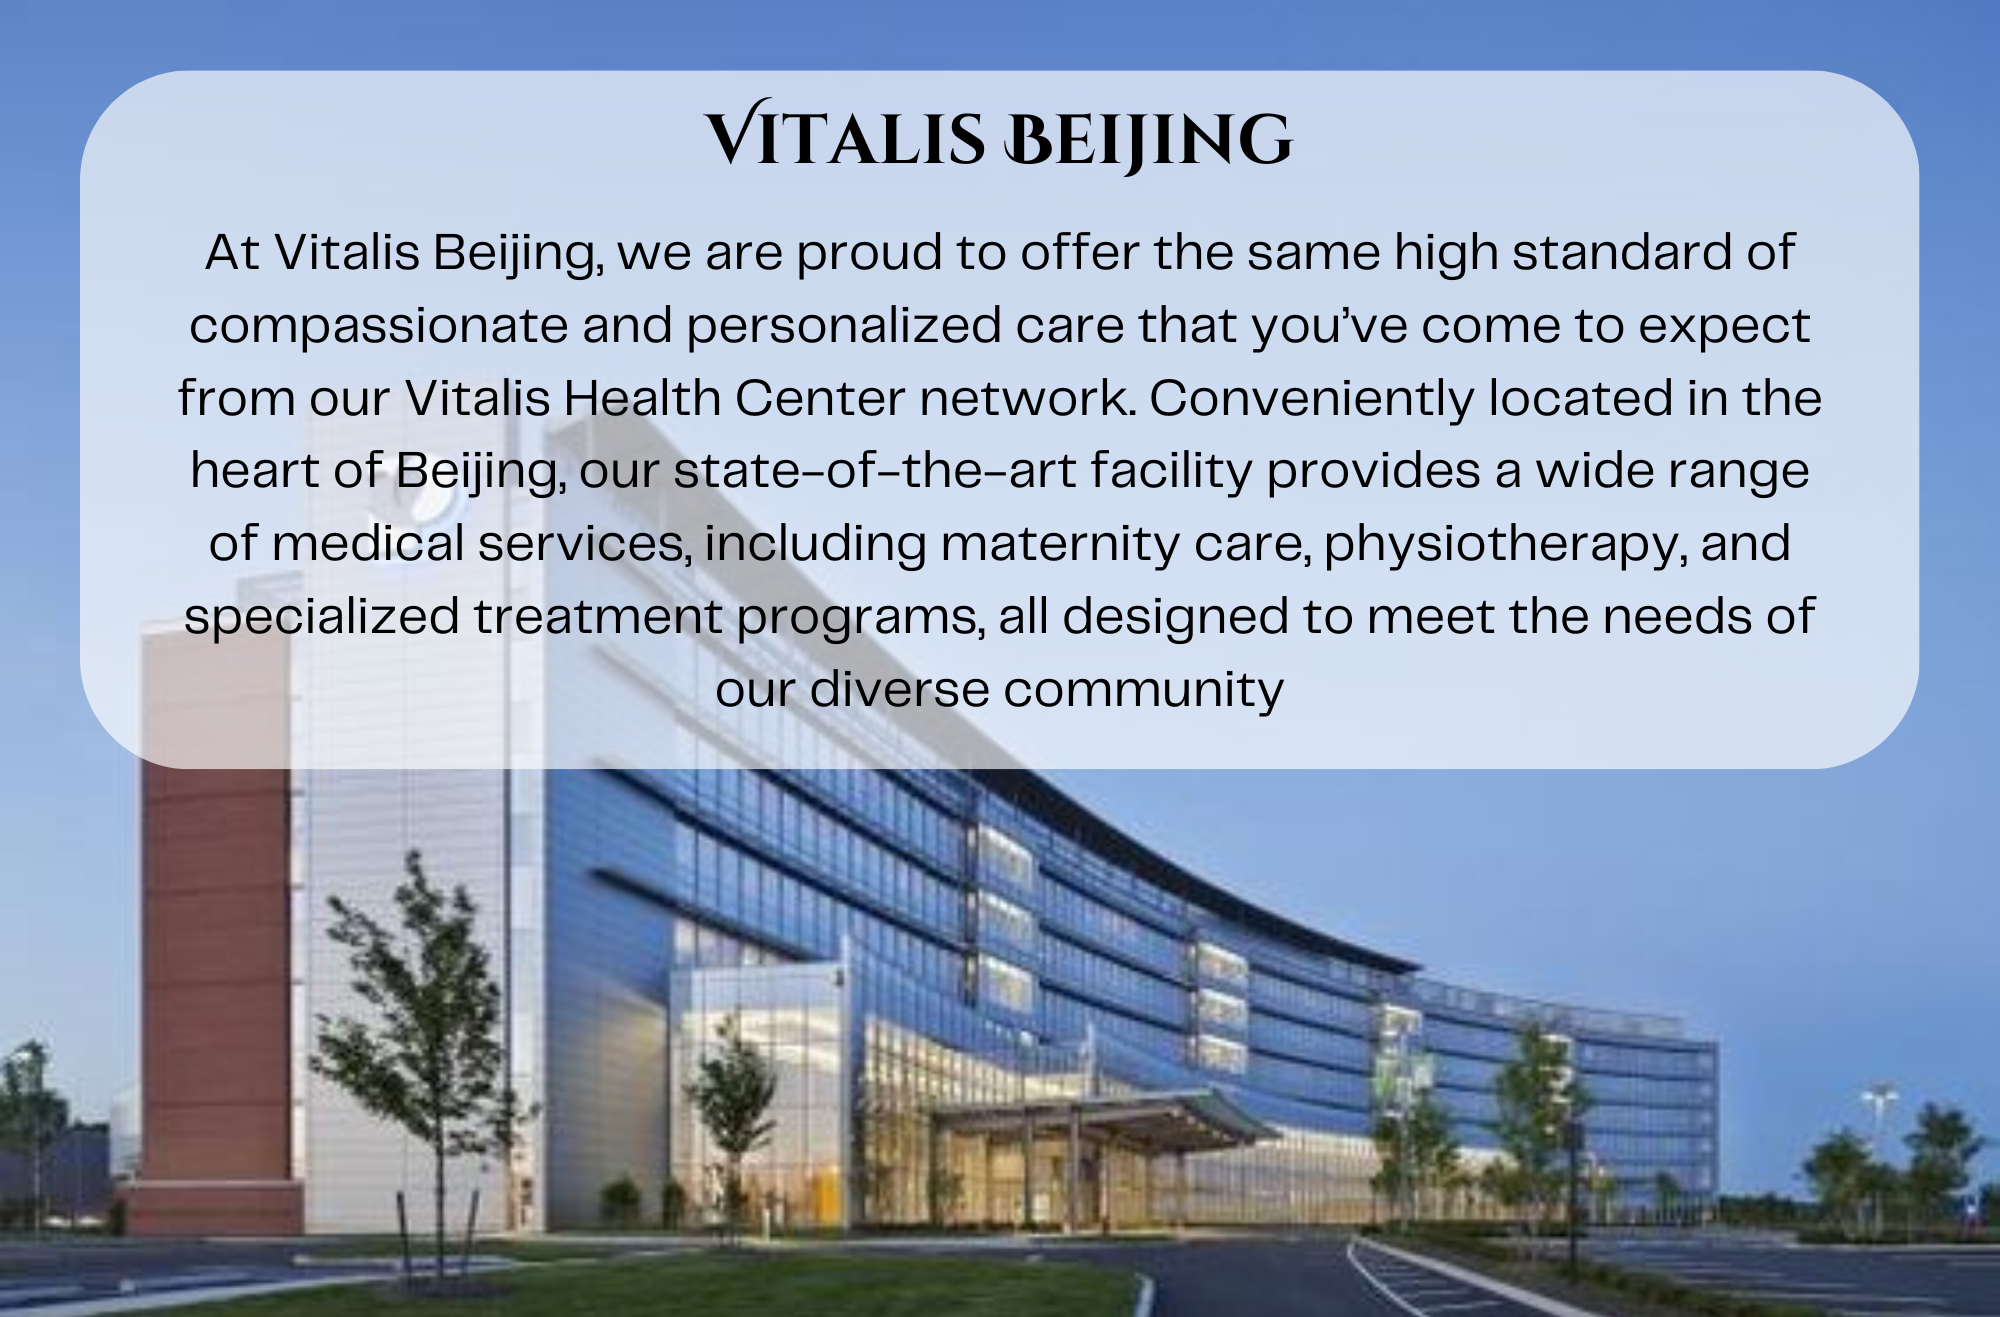 Vitalis Beijing
At Vitalis Beijing, we are proud to offer the same high standard of
compassionate and personalized care that you’ve come to expect
from our Vitalis Health Center network. Conveniently located in the
heart of Beijing, our state-of-the-art facility provides a wide range
of medical services, including maternity care, physiotherapy, and
specialized treatment programs, all designed to meet the needs of
our diverse community